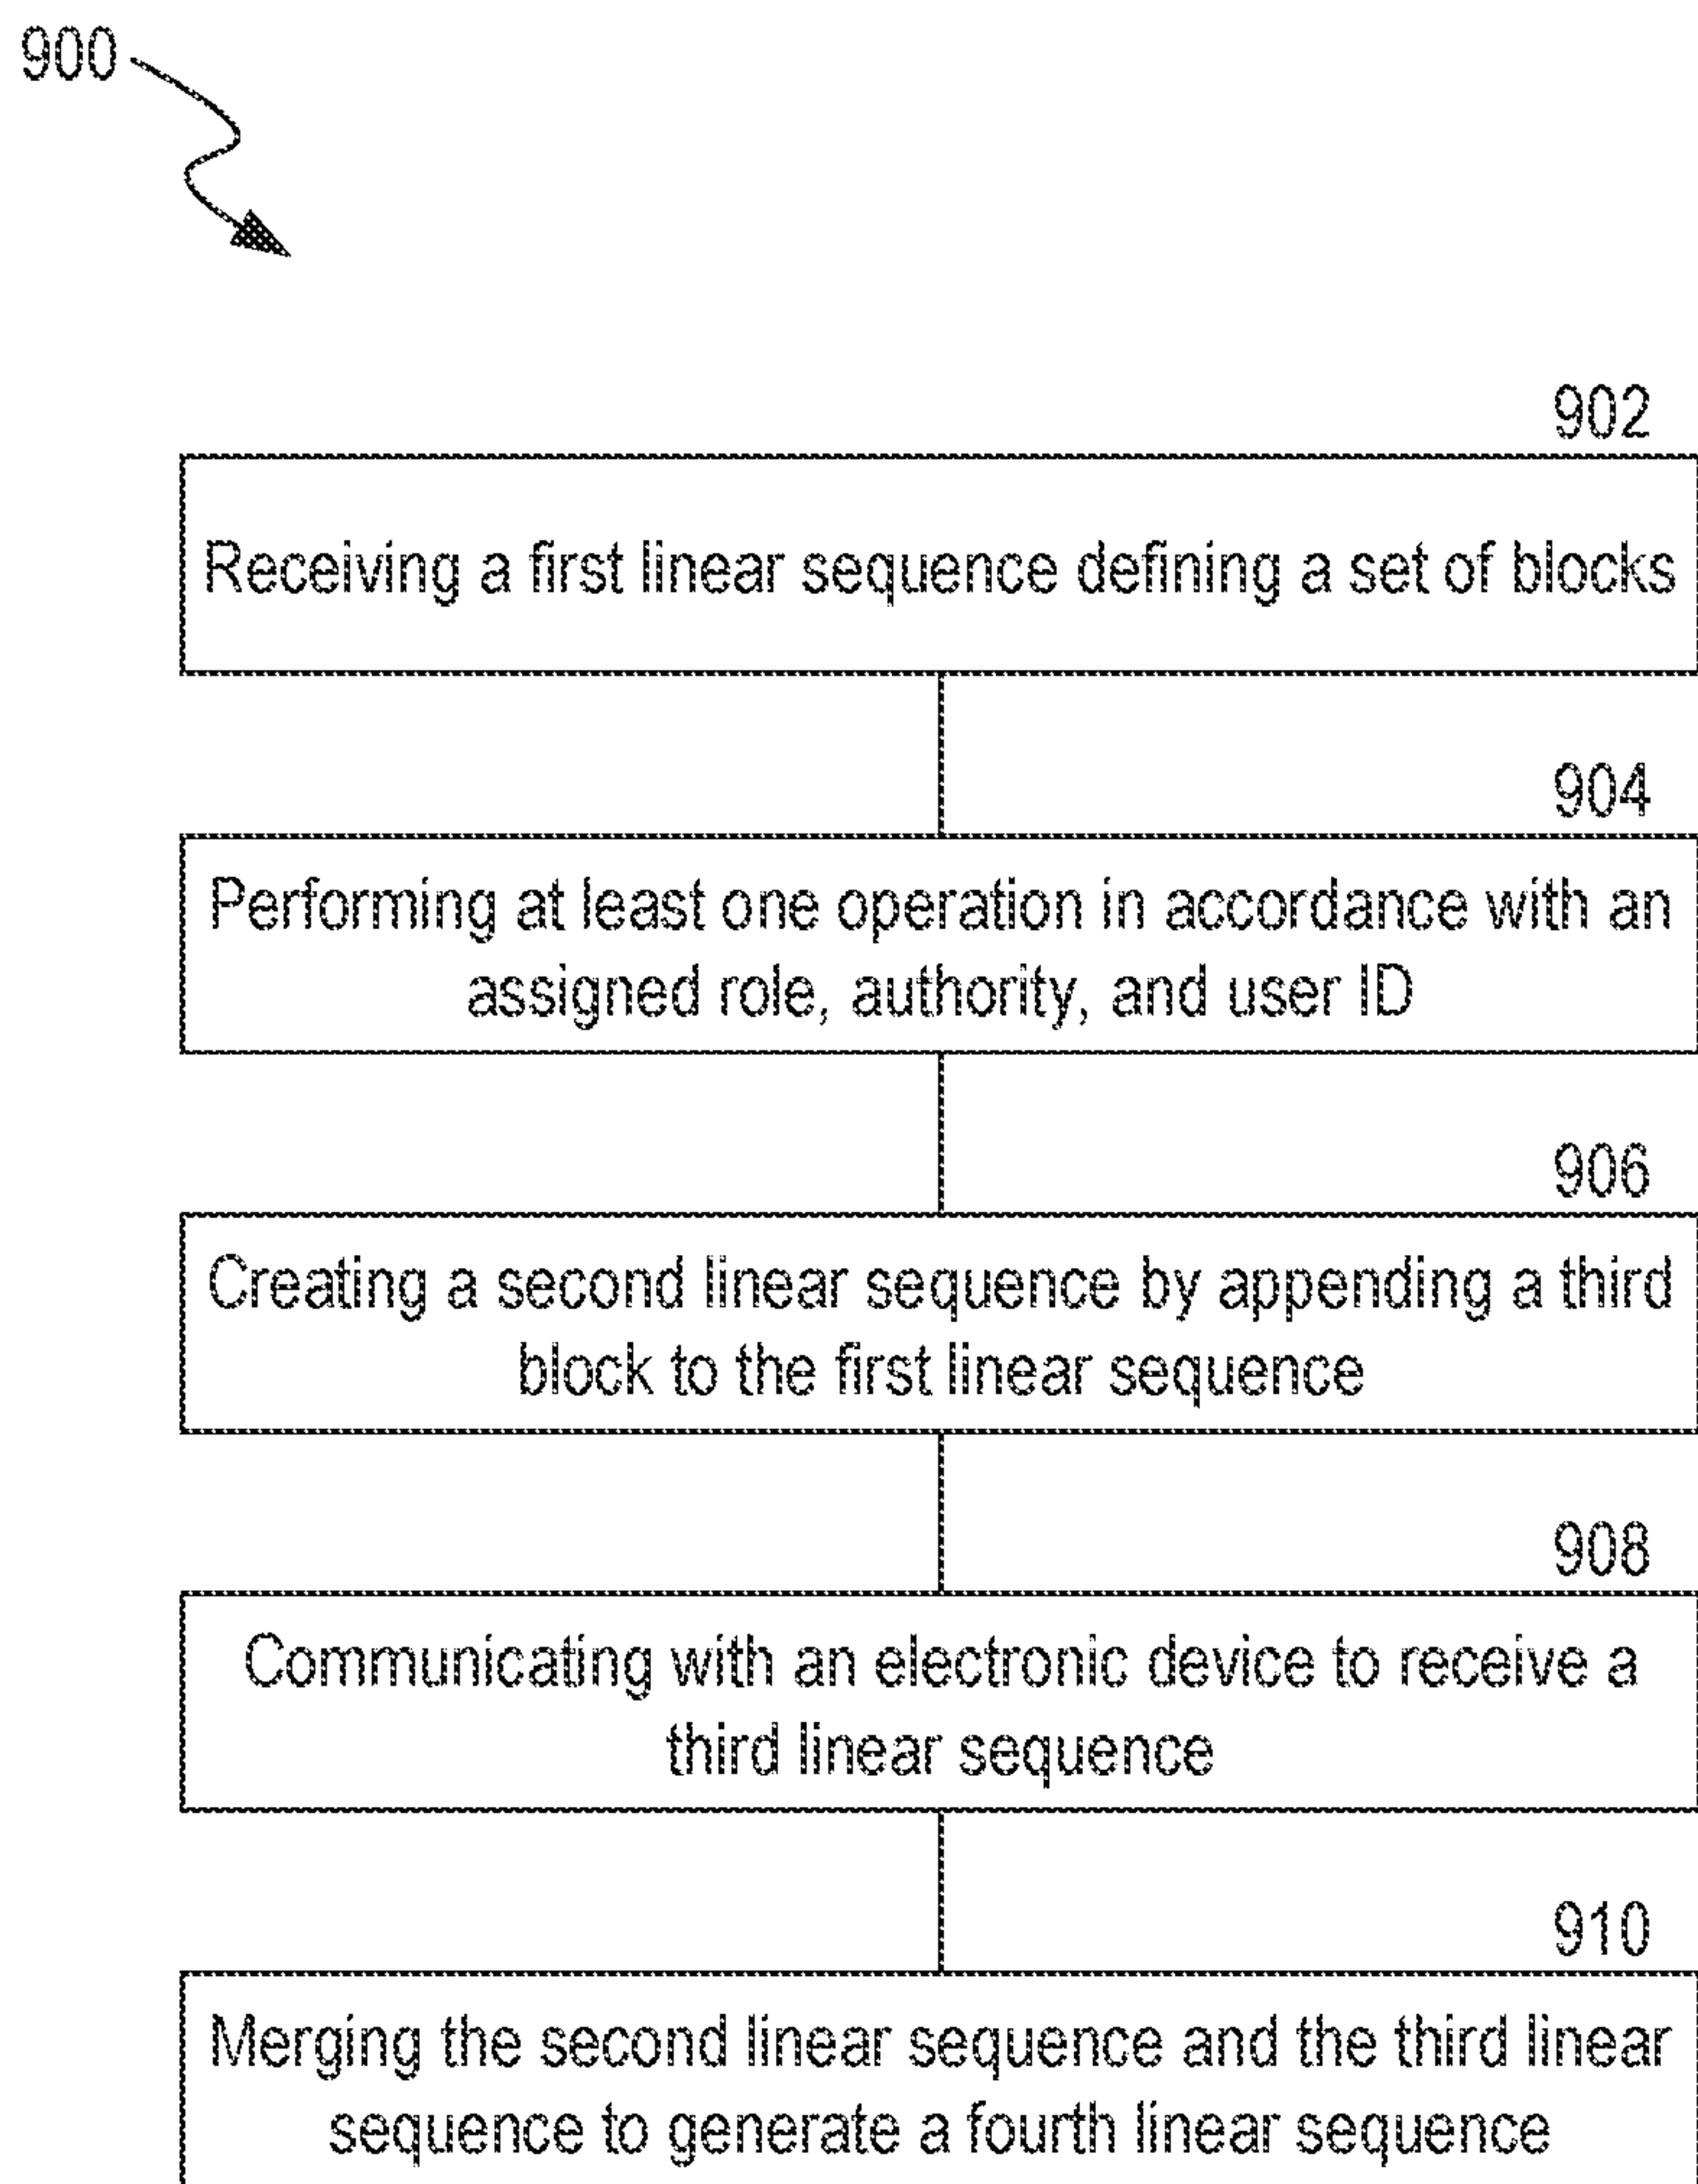 900
902
Receiving a first linear sequence defining a set of blocks
904
Performing at least one operation in accordance with an
assigned role, authority, and user ID
906
Creating a second linear sequence by appending a third
block to the first linear sequence
908
Communicating with an electronic device to receive a
third linear sequence
910
Merging the second linear sequence and the third linear
sequence to generate a fourth linear sequence